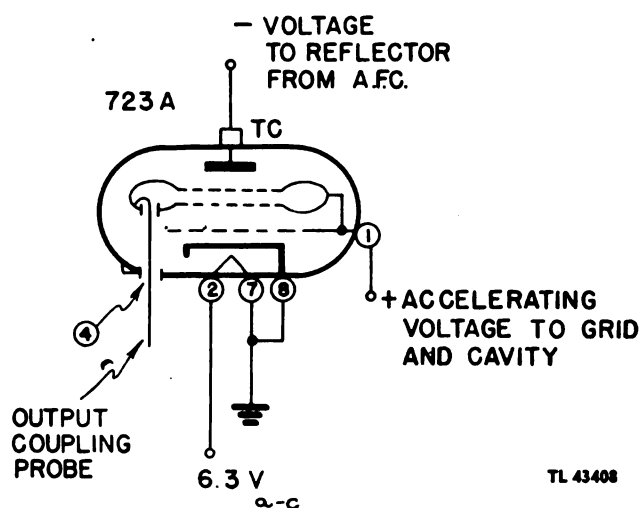 – VOLTAGE
TO REFLECTOR
FROM A.F.C.
723 A
TC
1
2
7
8
+ ACCELERATING
VOLTAGE TO GRID
AND CAVITY
4
OUTPUT
COUPLING
PROBE
6.3 V
a-c
TL 43408